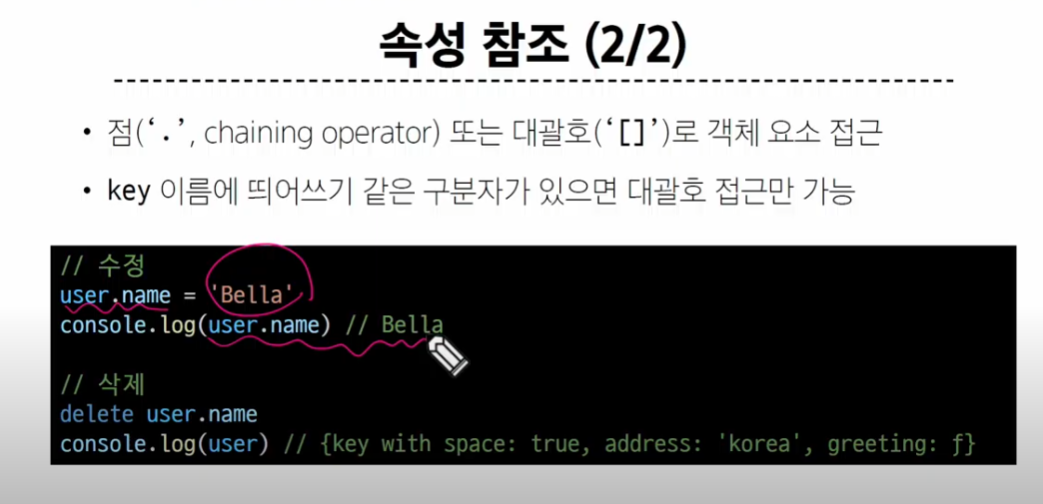 속성 참조 (2/2)
• 점(‘.’, chaining operator) 또는 대괄호(‘[]’)로 객체 요소 접근
• key 이름에 띄어쓰기 같은 구분자가 있으면 대괄호 접근만 가능
// 수정
user.name = 'Bella'
console.log(user.name) // Bella
// 삭제
delete user.name
console.log(user) // {key with space: true, address: 'korea', greeting: ƒ}